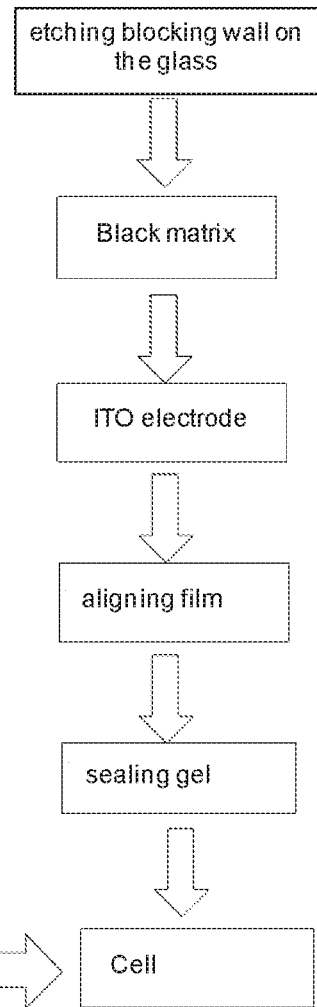 etching blocking wall on
the glass
Black matrix
ITO electrode
aligning film
sealing gel
Cell